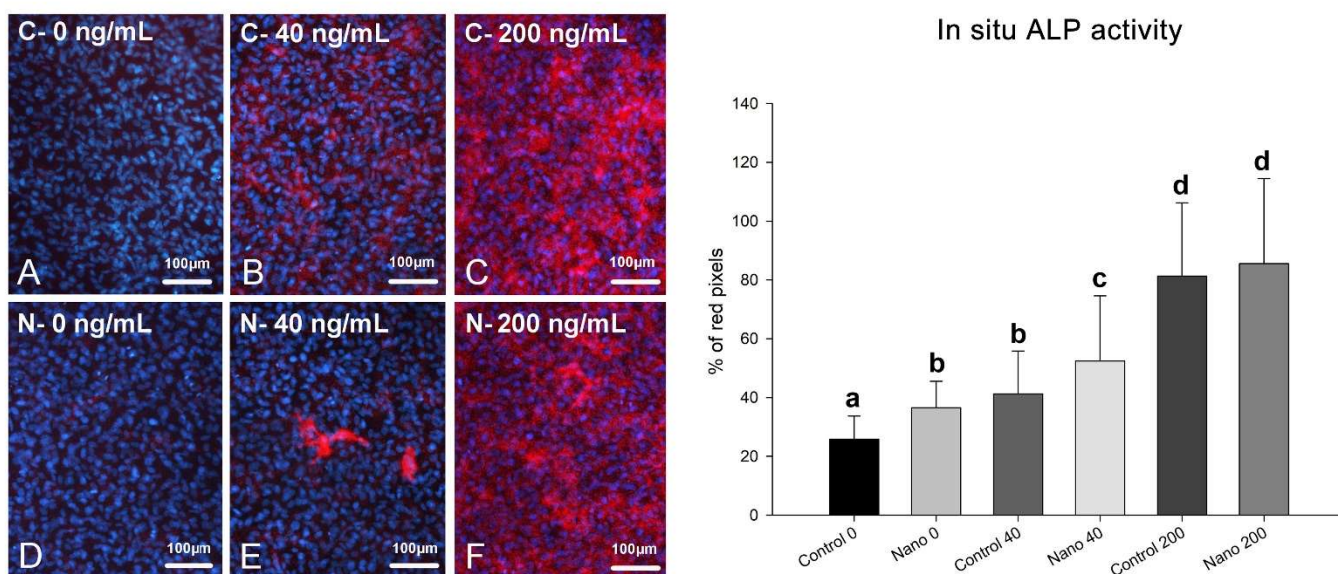 C- 0 ng/mL
A
100µm
C- 40 ng/mL
B
100µm
C- 200 ng/mL
C
100µm
N- 0 ng/mL
D
100µm
N- 40 ng/mL
E
100µm
N- 200 ng/mL
F
100µm
In situ ALP activity
% of red pixels
140
120
100
80
60
40
20
0
a
b
b
c
d
d
Control 0
Nano 0
Control 40
Nano 40
Control 200
Nano 200